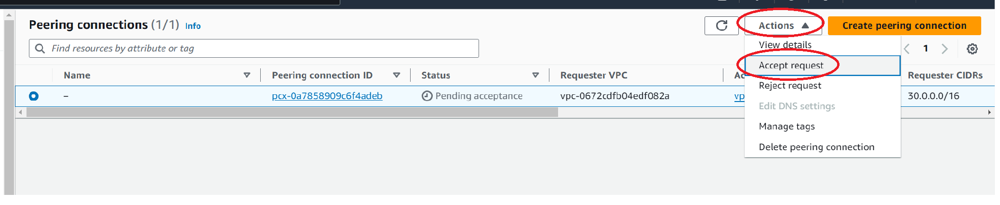 Peering connections (1/1) Info
Actions
Create peering connection
Find resources by attribute or tag
View details
1
Accept request
Name
Peering connection ID
Status
Requester VPC
Requester CIDRs
Reject request
–
pcx-0a7858909c6f4adeb
Pending acceptance
vpc-0672cdfb04edf082a
30.0.0.0/16
Edit DNS settings
Manage tags
Delete peering connection